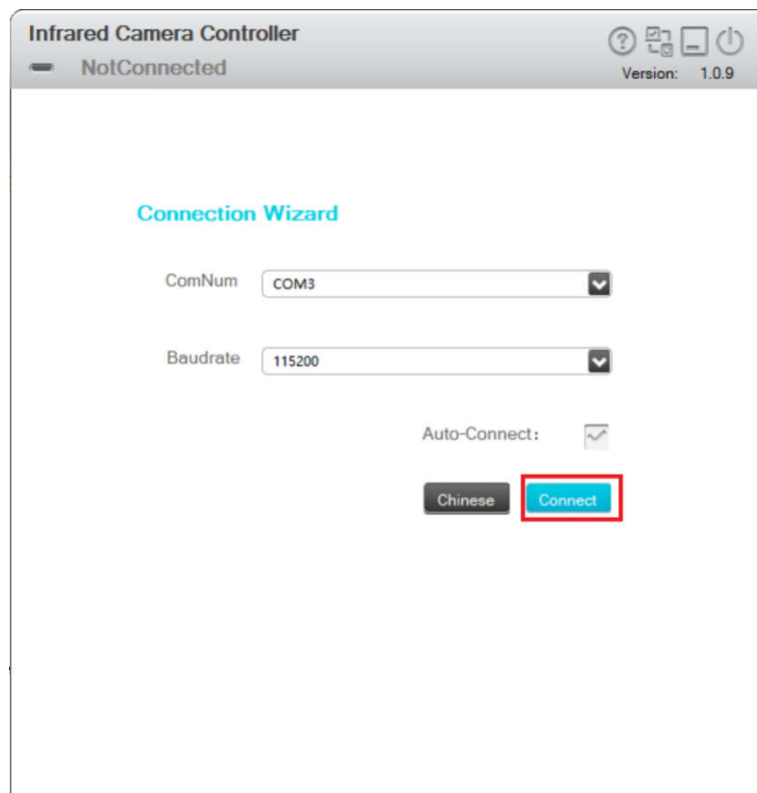 Infrared Camera Controller
NotConnected
Version: 1.0.9
Connection Wizard
ComNum COM3
Baudrate 115200
Auto-Connect:
Chinese Connect